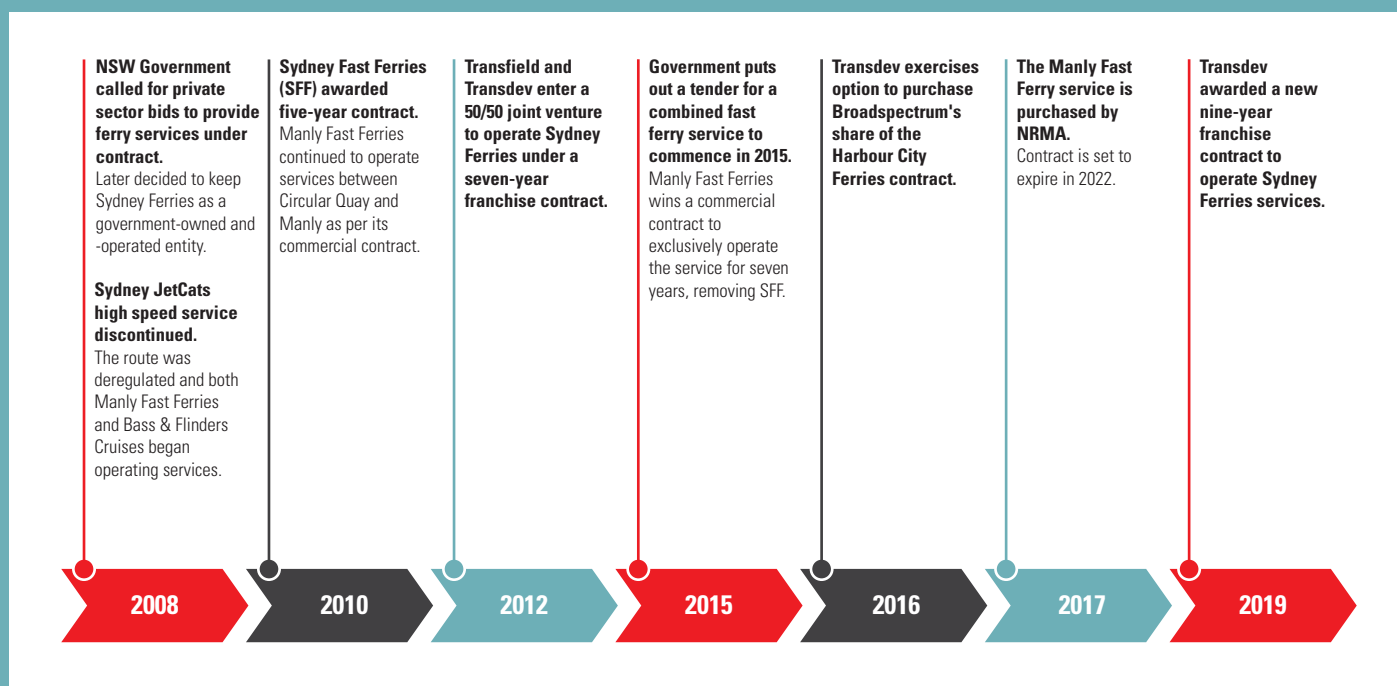 NSW Government
called for private
sector bids to provide
ferry services under
contract.
Later decided to keep
Sydney Ferries as a
government-owned and
-operated entity.
Sydney JetCats
high speed service
discontinued.
The route was
deregulated and both
Manly Fast Ferries
and Bass & Flinders
Cruises began
operating services.
Sydney Fast Ferries
(SFF) awarded
five-year contract.
Manly Fast Ferries
continued to operate
services between
Circular Quay and
Manly as per its
commercial contract.
Transfield and
Transdev enter a
50/50 joint venture
to operate Sydney
Ferries under a
seven-year
franchise contract.
Government puts
out a tender for a
combined fast
ferry service to
commence in 2015.
Manly Fast Ferries
wins a commercial
contract to
exclusively operate
the service for seven
years, removing SFF.
Transdev exercises
option to purchase
Broadspectrum's
share of the
Harbour City
Ferries contract.
The Manly Fast
Ferry service is
purchased by
NRMA.
Contract is set to
expire in 2022.
Transdev
awarded a new
nine-year
franchise
contract to
operate Sydney
Ferries services.
2008
2010
2012
2015
2016
2017
2019